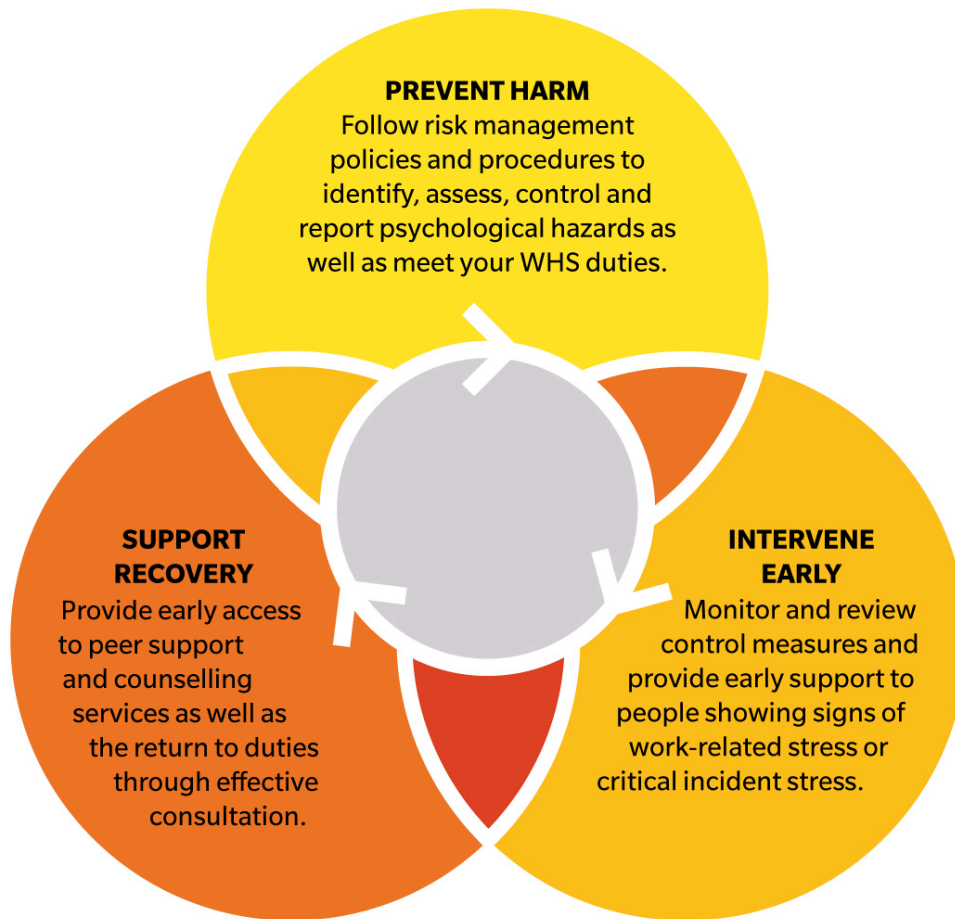 PREVENT HARM
Follow risk management
policies and procedures to
identify, assess, control and
report psychological hazards as
well as meet your WHS duties.
SUPPORT
RECOVERY
Provide early access
to peer support
and counselling
services as well as
the return to duties
through effective
consultation.
INTERVENE
EARLY
Monitor and review
control measures and
provide early support to
people showing signs of
work-related stress or
critical incident stress.